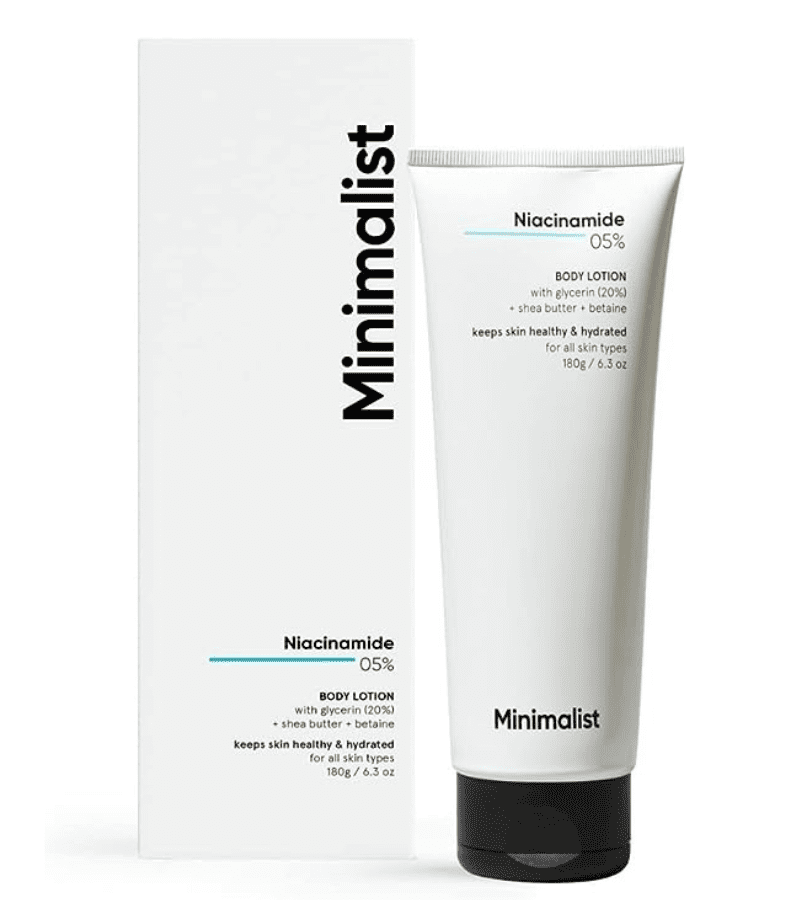 Minimalist
Niacinamide
05%
BODY LOTION
with glycerin (20%)
+ shea butter + betaine
keeps skin healthy & hydrated
for all skin types
180g / 6.3 oz
Niacinamide
05%
BODY LOTION
with glycerin (20%)
+ shea butter + betaine
keeps skin healthy & hydrated
for all skin types
180g / 6.3 oz
Minimalist